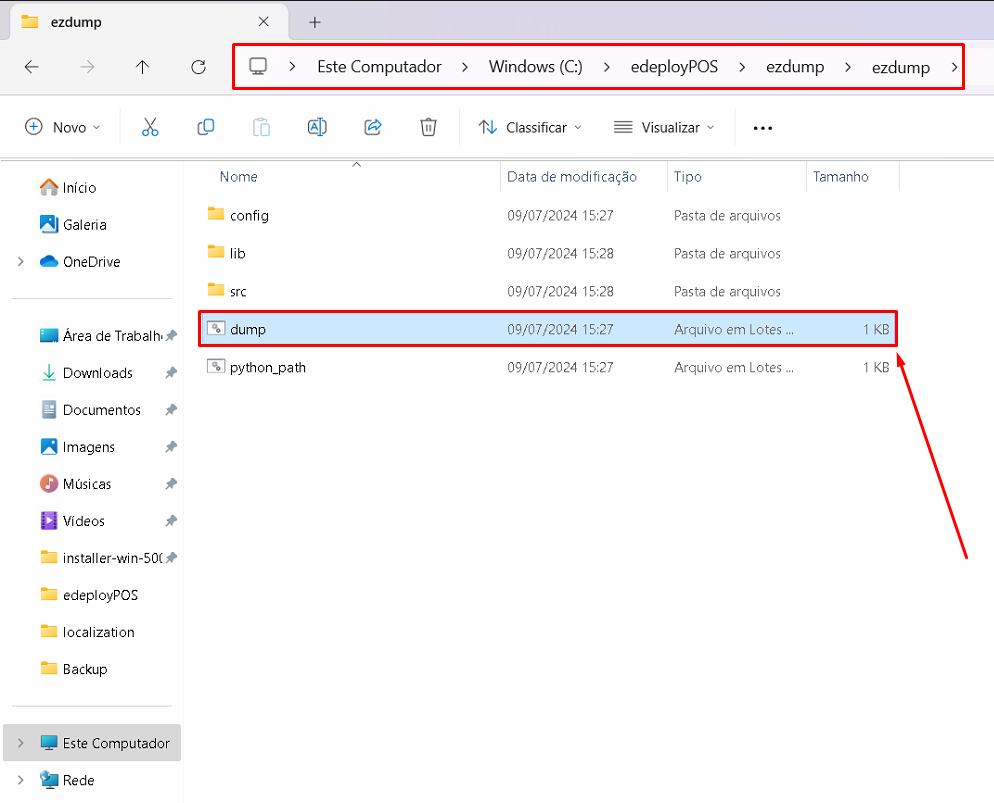 ezdump
Este Computador > Windows (C:) > edeployPOS > ezdump > ezdump >
Novo Classificar Visualizar
Nome Data de modificação Tipo Tamanho
config 09/07/2024 15:27 Pasta de arquivos
lib 09/07/2024 15:28 Pasta de arquivos
src 09/07/2024 15:28 Pasta de arquivos
dump 09/07/2024 15:27 Arquivo em Lotes ... 1 KB
python_path 09/07/2024 15:27 Arquivo em Lotes ... 1 KB
Início
Galeria
OneDrive
Área de Trabalh
Downloads
Documentos
Imagens
Músicas
Vídeos
installer-win-500
edeployPOS
localization
Backup
Este Computador
Rede